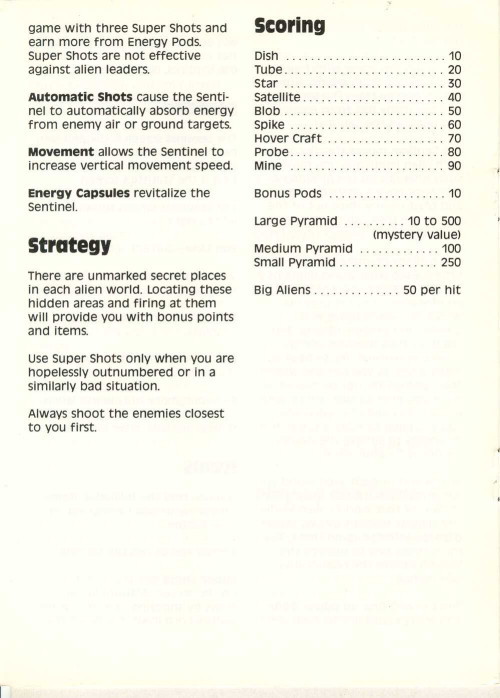 game with three Super Shots and
earn more from Energy Pods.
Super Shots are not effective
against alien leaders.
Automatic Shots cause the Senti-
nel to automatically absorb energy
from enemy air or ground targets.
Movement allows the Sentinel to
increase vertical movement speed.
Energy Capsules revitalize the
Sentinel.
Strategy
There are unmarked secret places
in each alien world. Locating these
hidden areas and firing at them
will provide you with bonus points
and items.
Use Super Shots only when you are
hopelessly outnumbered or in a
similarly bad situation.
Always shoot the enemies closest
to you first.
Scoring
Dish ........................ 10
Tube........................ 20
Star ........................ 30
Satellite..................... 40
Blob ........................ 50
Spike ....................... 60
Hover Craft ................. 70
Probe....................... 80
Mine ....................... 90
Bonus Pods ................. 10
Large Pyramid .......... 10 to 500
(mystery value)
Medium Pyramid ............ 100
Small Pyramid ............... 250
Big Aliens ............. 50 per hit